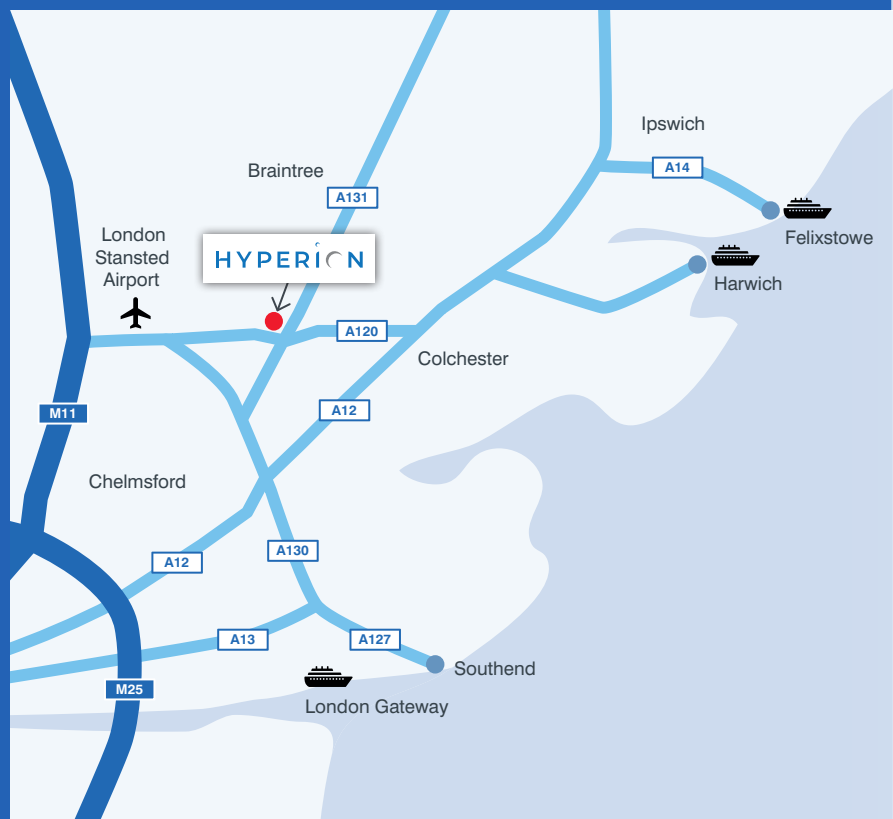 Ipswich
A14
Braintree
A131
London
Stansted
Airport
HYPERION
Felixstowe
Harwich
A120
Colchester
M11
A12
Chelmsford
A130
A12
A13
A127
Southend
M25
London Gateway